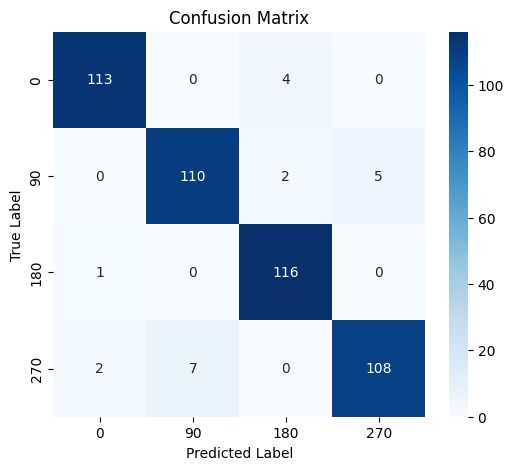 Confusion Matrix
0 113 0 4 0
90 0 110 2 5
180 1 0 116 0
270 2 7 0 108
0 90 180 270
True Label
Predicted Label
100
80
60
40
20
0